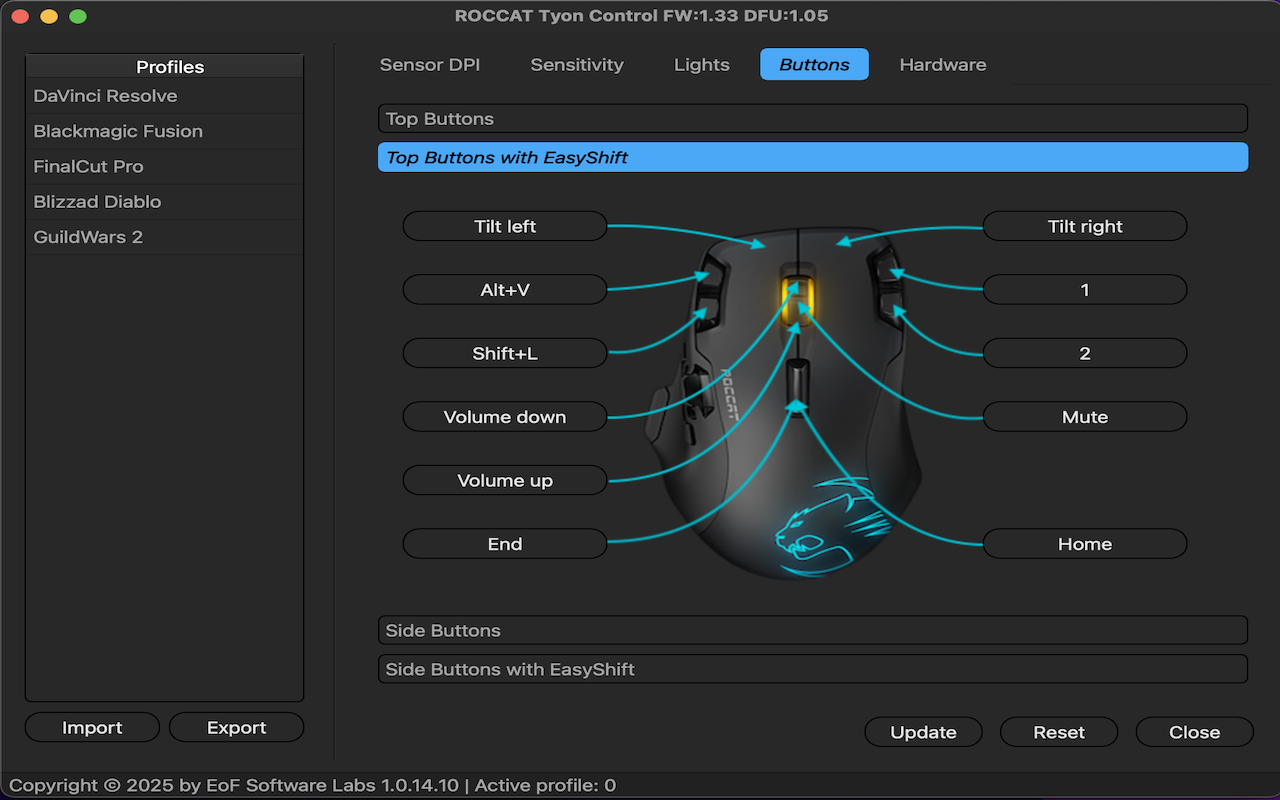 ROCCAT Tyon Control FW:1.33 DFU:1.05
Profiles
DaVinci Resolve
Blackmagic Fusion
FinalCut Pro
Blizzad Diablo
GuildWars 2
Import
Export
Sensor DPI
Sensitivity
Lights
Buttons
Hardware
Top Buttons
Top Buttons with EasyShift
Tilt left
Tilt right
Alt+V
1
Shift+L
2
Volume down
Mute
Volume up
End
Home
ROCCAT
Side Buttons
Side Buttons with EasyShift
Update
Reset
Close
Copyright © 2025 by EoF Software Labs 1.0.14.10 | Active profile: 0